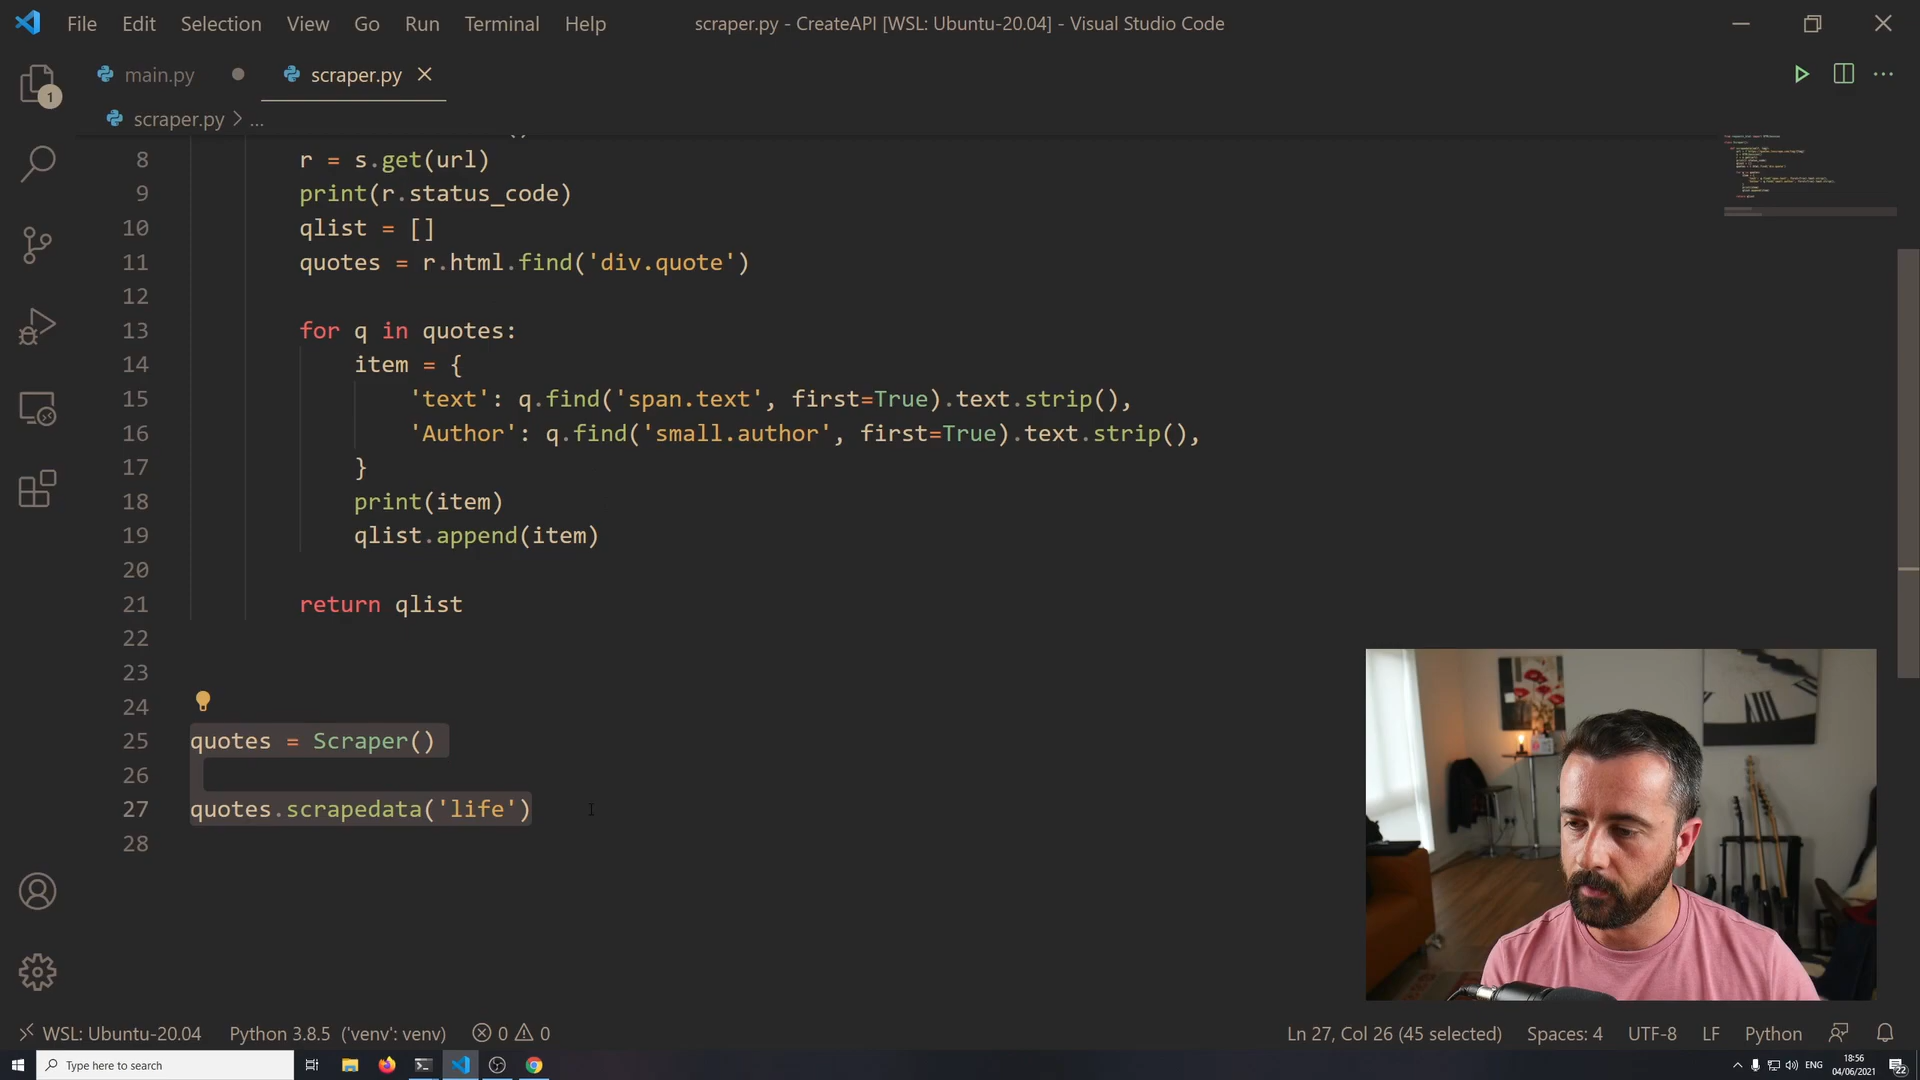 File Edit Selection View Go Run Terminal Help
scraper.py - CreateAPI [WSL: Ubuntu-20.04] - Visual Studio Code
main.py
scraper.py
scraper.py > ...
1
8 r = s.get(url)
9 print(r.status_code)
10 qlist = []
11 quotes = r.html.find('div.quote')
12
13 for q in quotes:
14 item = {
15 'text': q.find('span.text', first=True).text.strip(),
16 'Author': q.find('small.author', first=True).text.strip(),
17 }
18 print(item)
19 qlist.append(item)
20
21 return qlist
22
23
24
25 quotes = Scraper()
26
27 quotes.scrapedata('life')
28
WSL: Ubuntu-20.04 Python 3.8.5 ('venv': venv) 0 0
Ln 27, Col 26 (45 selected) Spaces: 4 UTF-8 LF Python
Type here to search
ENG
18:56
04/06/2021
22